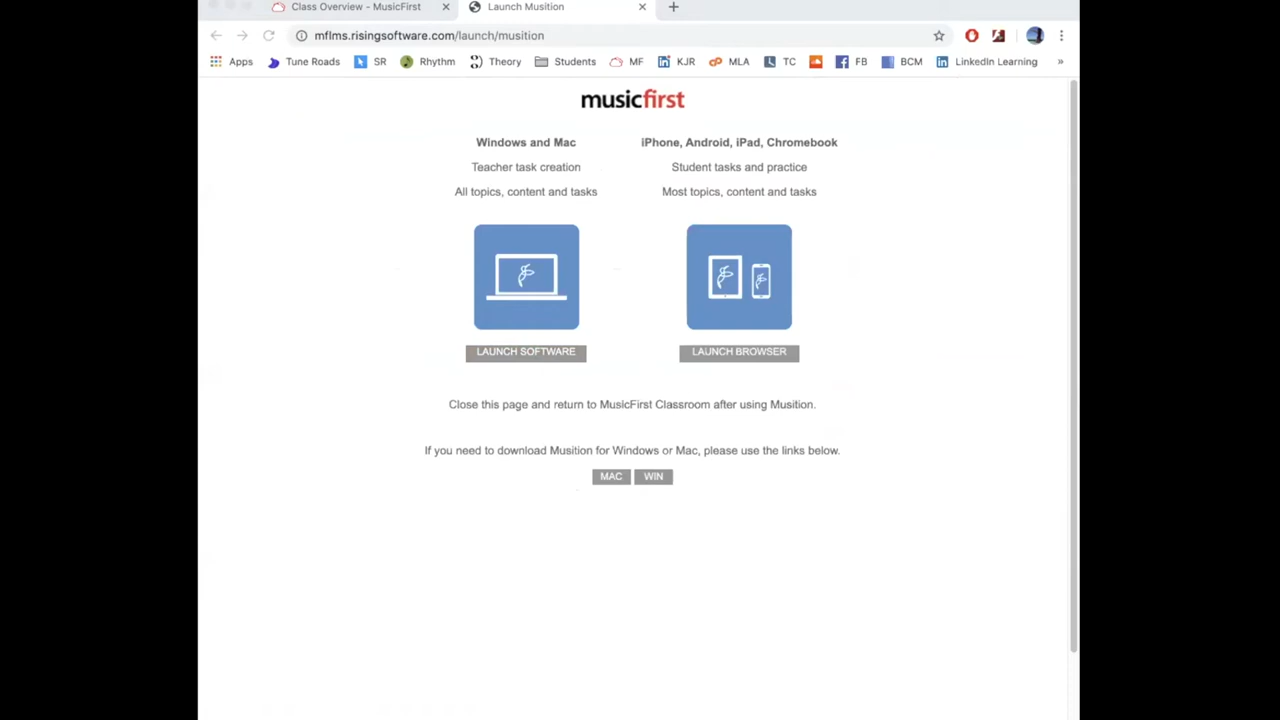 Class Overview - MusicFirst
Launch Musition
mflms.risingsoftware.com/launch/musition
Apps Tune Roads SR Rhythm Theory Students MF KJR MLA TC FB BCM LinkedIn Learning »
musicfirst
Windows and Mac
Teacher task creation
All topics, content and tasks
LAUNCH SOFTWARE
iPhone, Android, iPad, Chromebook
Student tasks and practice
Most topics, content and tasks
LAUNCH BROWSER
Close this page and return to MusicFirst Classroom after using Musition.
If you need to download Musition for Windows or Mac, please use the links below.
MAC WIN